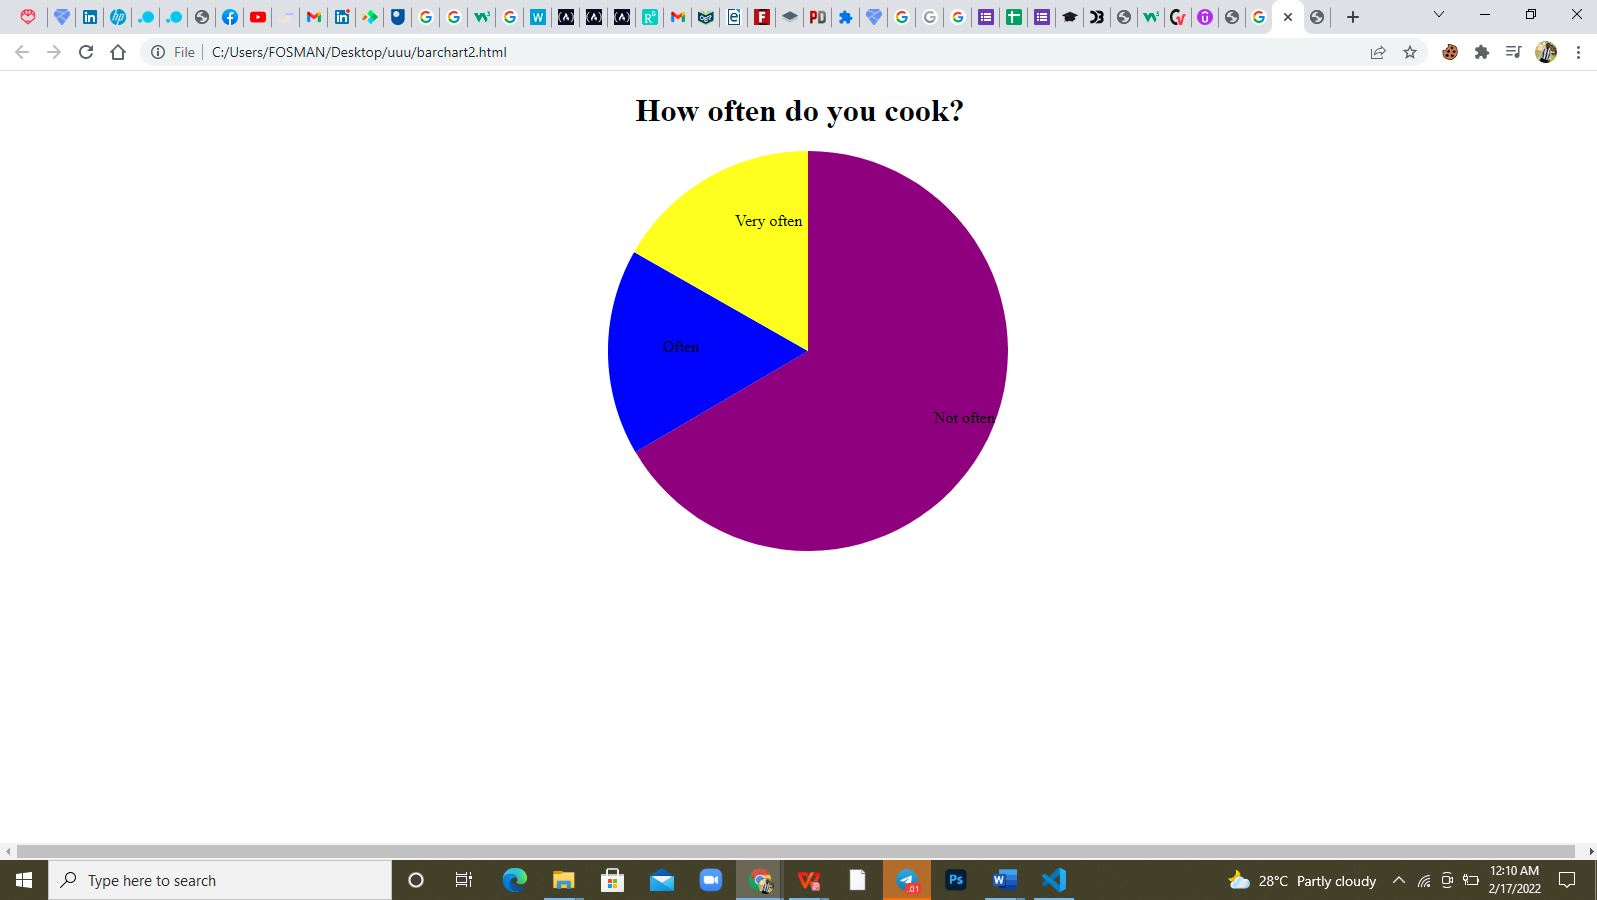 File
C:/Users/FOSMAN/Desktop/uuu/barchart2.html
How often do you cook?
Very often
Often
Not often
Type here to search
28°C Partly cloudy
12:10 AM
2/17/2022